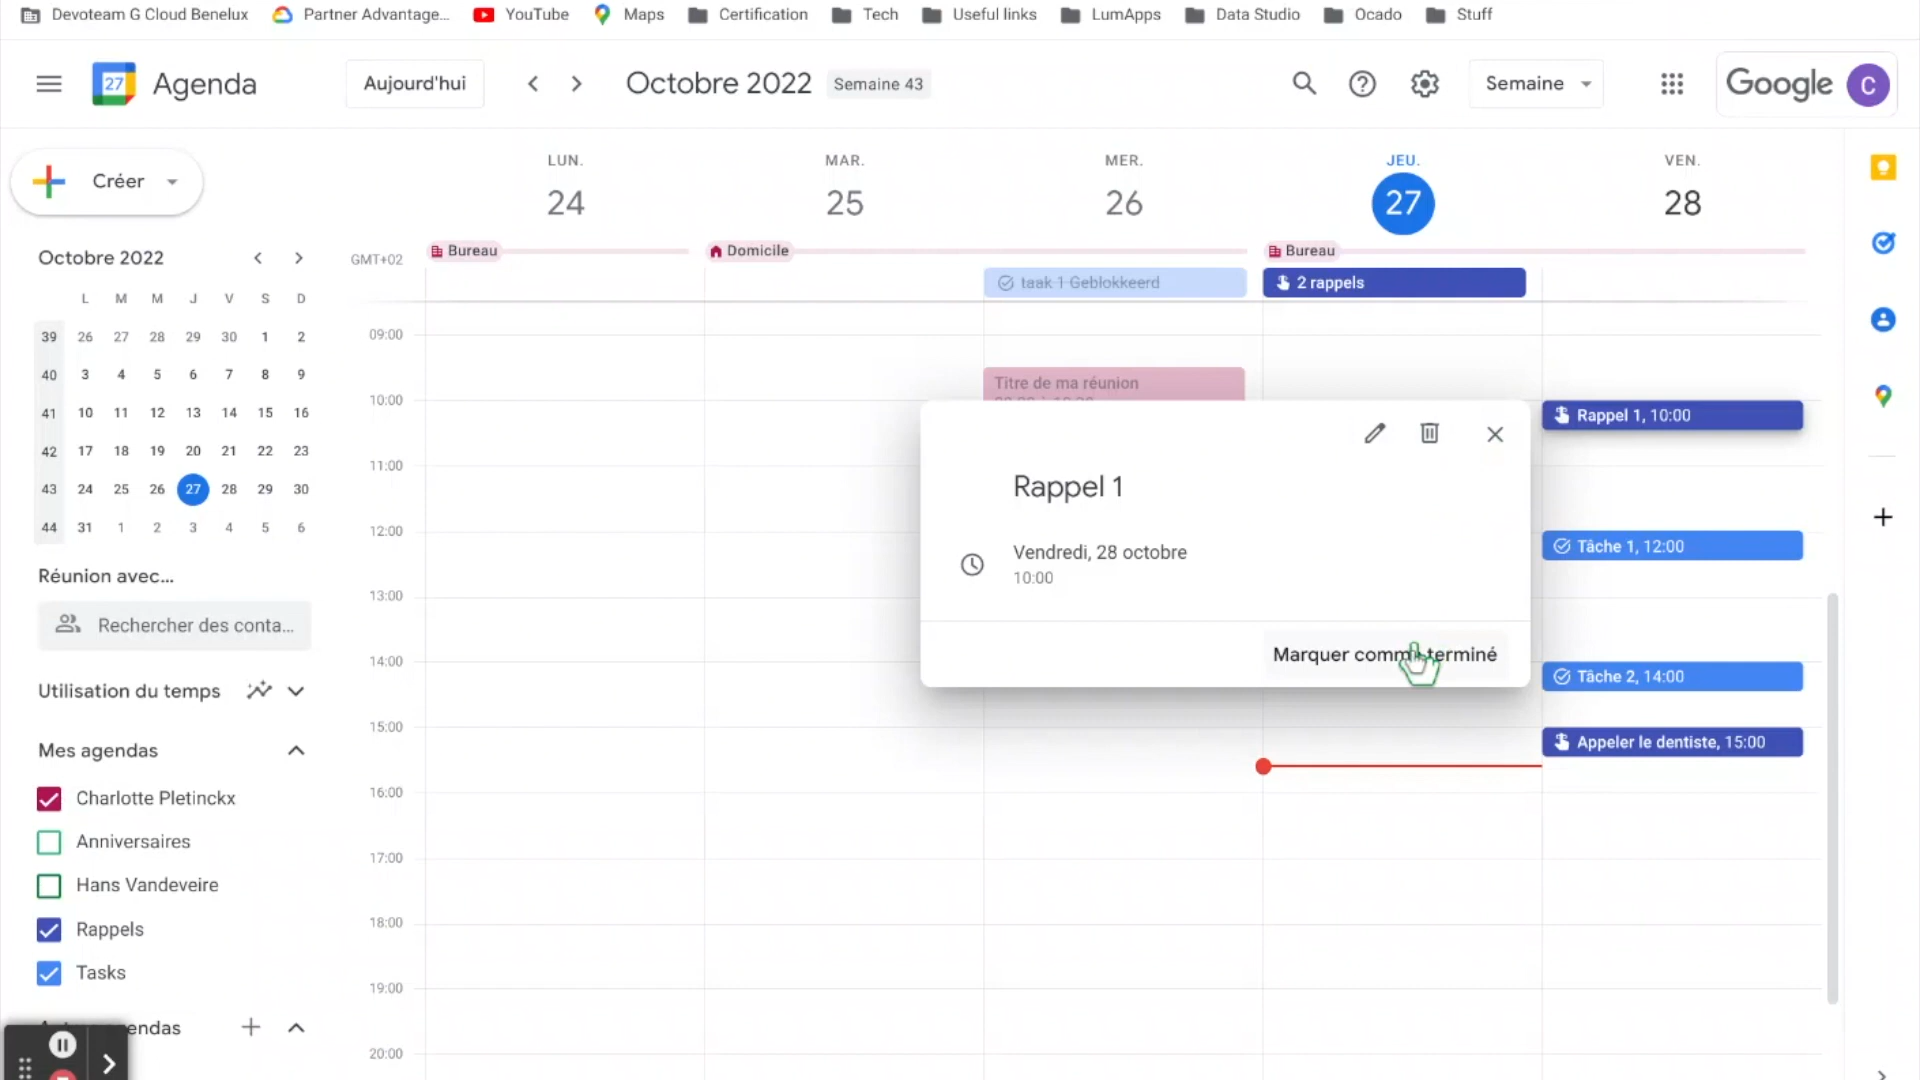 Devoteam G Cloud Benelux Partner Advantage... YouTube Maps Certification Tech Useful links LumApps Data Studio Ocado Stuff
27 Agenda Aujourd'hui Octobre 2022 Semaine 43 Semaine Google C
Créer
LUN. MAR. MER. JEU. VEN.
24 25 26 27 28
GMT+02 Bureau Domicile Bureau
taak 1 Geblokkeerd 2 rappels
Octobre 2022
L M M J V S D
39 26 27 28 29 30 1 2
40 3 4 5 6 7 8 9
41 10 11 12 13 14 15 16
42 17 18 19 20 21 22 23
43 24 25 26 27 28 29 30
44 31 1 2 3 4 5 6
Réunion avec...
Rechercher des conta...
Utilisation du temps
Mes agendas
Charlotte Pletinckx
Anniversaires
Hans Vandeveire
Rappels
Tasks
09:00
10:00
11:00
12:00
13:00
14:00
15:00
16:00
17:00
18:00
19:00
20:00
Titre de ma réunion
Rappel 1
Vendredi, 28 octobre
10:00
Marquer comme terminé
Rappel 1, 10:00
Tâche 1, 12:00
Tâche 2, 14:00
Appeler le dentiste, 15:00